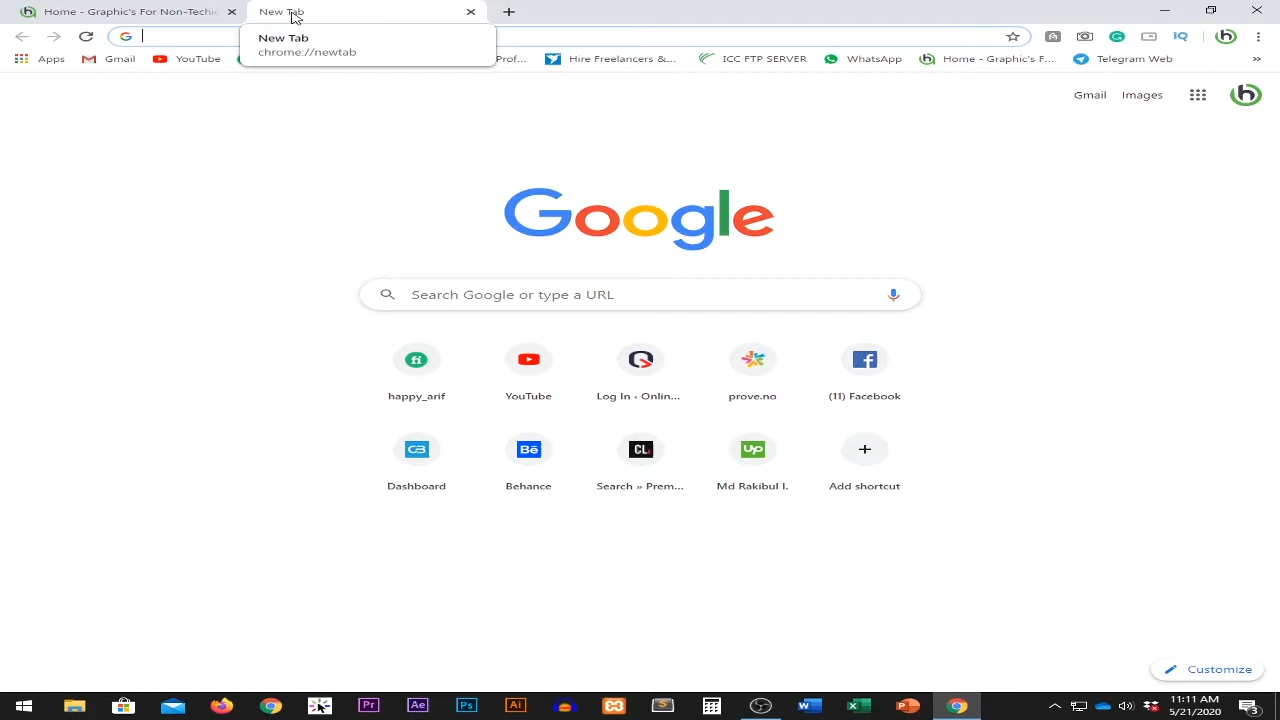 Home - Graphic's For Non-Techie
New Tab
New Tab
chrome://newtab
Apps
Gmail
YouTube
Prof...
Hire Freelancers &...
ICC FTP SERVER
WhatsApp
Home - Graphic's F...
Telegram Web
»
Gmail
Images
Google
Search Google or type a URL
happy_arif
YouTube
Log In ‹ Onlin...
prove.no
(11) Facebook
Dashboard
Behance
Search » Prem...
Md Rakibul I.
Add shortcut
Customize
11:11 AM
5/21/2020